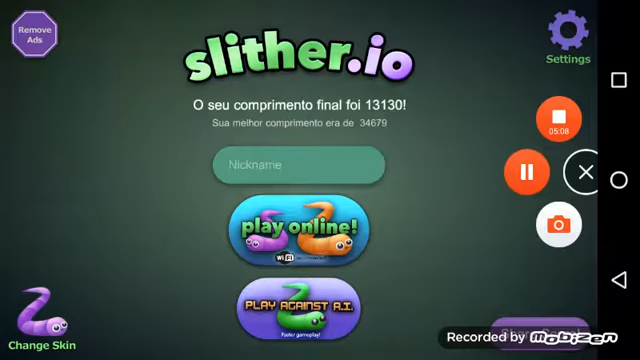 Remove
Ads
slither.io
Settings
O seu comprimento final foi 13130!
Sua melhor comprimento era de 34679
05:08
Nickname
play online!
WiFi
PLAY AGAINST A.I.
Faster gameplay!
Change Skin
Recorded by mobizen